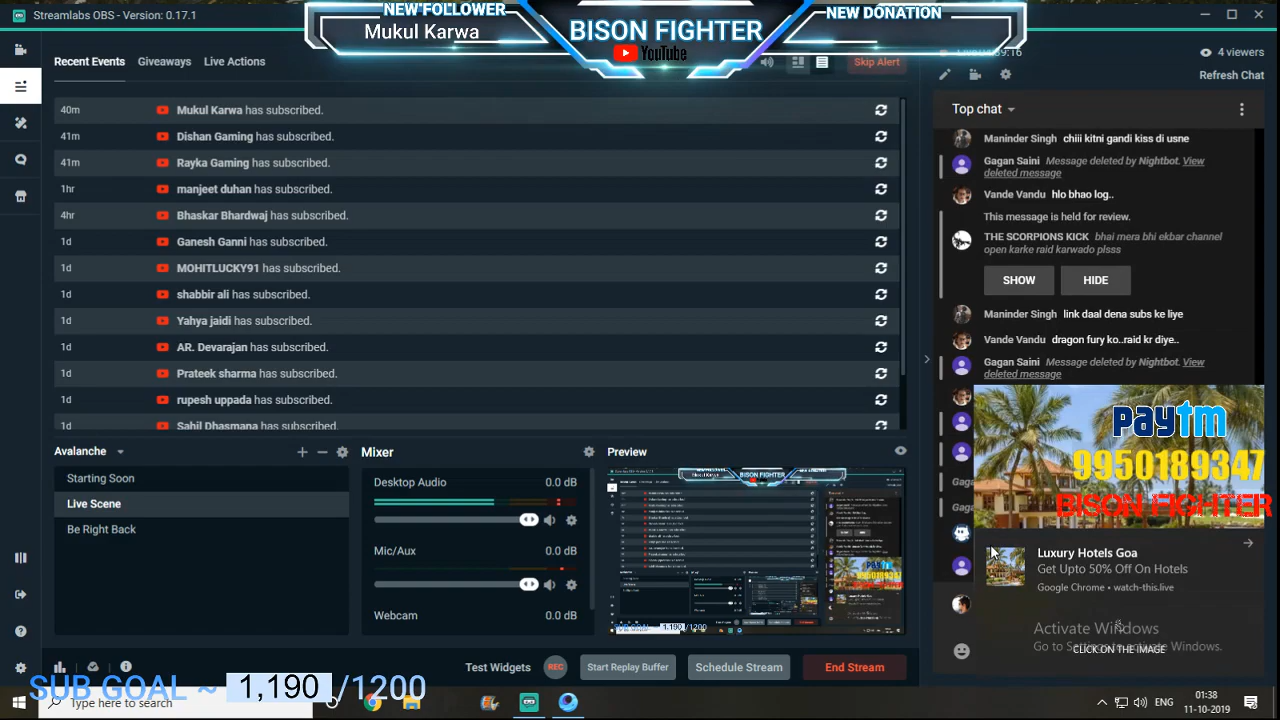 Streamlabs OBS - Version: 0.17.1
NEW FOLLOWER
Mukul Karwa
BISON FIGHTER
YouTube
NEW DONATION
4 viewers
Recent Events
Giveaways
Live Actions
Skip Alert
Refresh Chat
40m Mukul Karwa has subscribed.
41m Dishan Gaming has subscribed.
41m Rayka Gaming has subscribed.
1hr manjeet duhan has subscribed.
4hr Bhaskar Bhardwaj has subscribed.
1d Ganesh Ganni has subscribed.
1d MOHITLUCKY91 has subscribed.
1d shabbir ali has subscribed.
1d Yahya jaidi has subscribed.
1d AR. Devarajan has subscribed.
1d Prateek sharma has subscribed.
1d rupesh uppada has subscribed.
1d Sahil Dhasmana has subscribed.
Top chat
Maninder Singh chiii kitni gandi kiss di usne
Gagan Saini Message deleted by Nightbot. View
deleted message
Vande Vandu hlo bhao log..
This message is held for review.
THE SCORPIONS KICK bhai mera bhi ekbar channel
open karke raid karwado plsss
SHOW HIDE
Maninder Singh link daal dena subs ke liye
Vande Vandu dragon fury ko..raid kr diye..
Gagan Saini Message deleted by Nightbot. View
deleted message
Gaga
Gaga
paytm
9950189347
BISON FIGHTER
Luxury Hotels Goa
Get Upto 50% Off On Hotels
Google Chrome • watch-this.live
Activate Windows
Go to Settings to activate Windows.
CLICK ON THE IMAGE
Avalanche
Starting Soon
Live Scene
Be Right Back
Mixer
Desktop Audio 0.0 dB
Mic/Aux 0.0 dB
Webcam 0.0 dB
Preview
Test Widgets
REC
Start Replay Buffer
Schedule Stream
End Stream
SUB GOAL ~ 1,190 /1200
Type here to search
ENG
01:38
11-10-2019